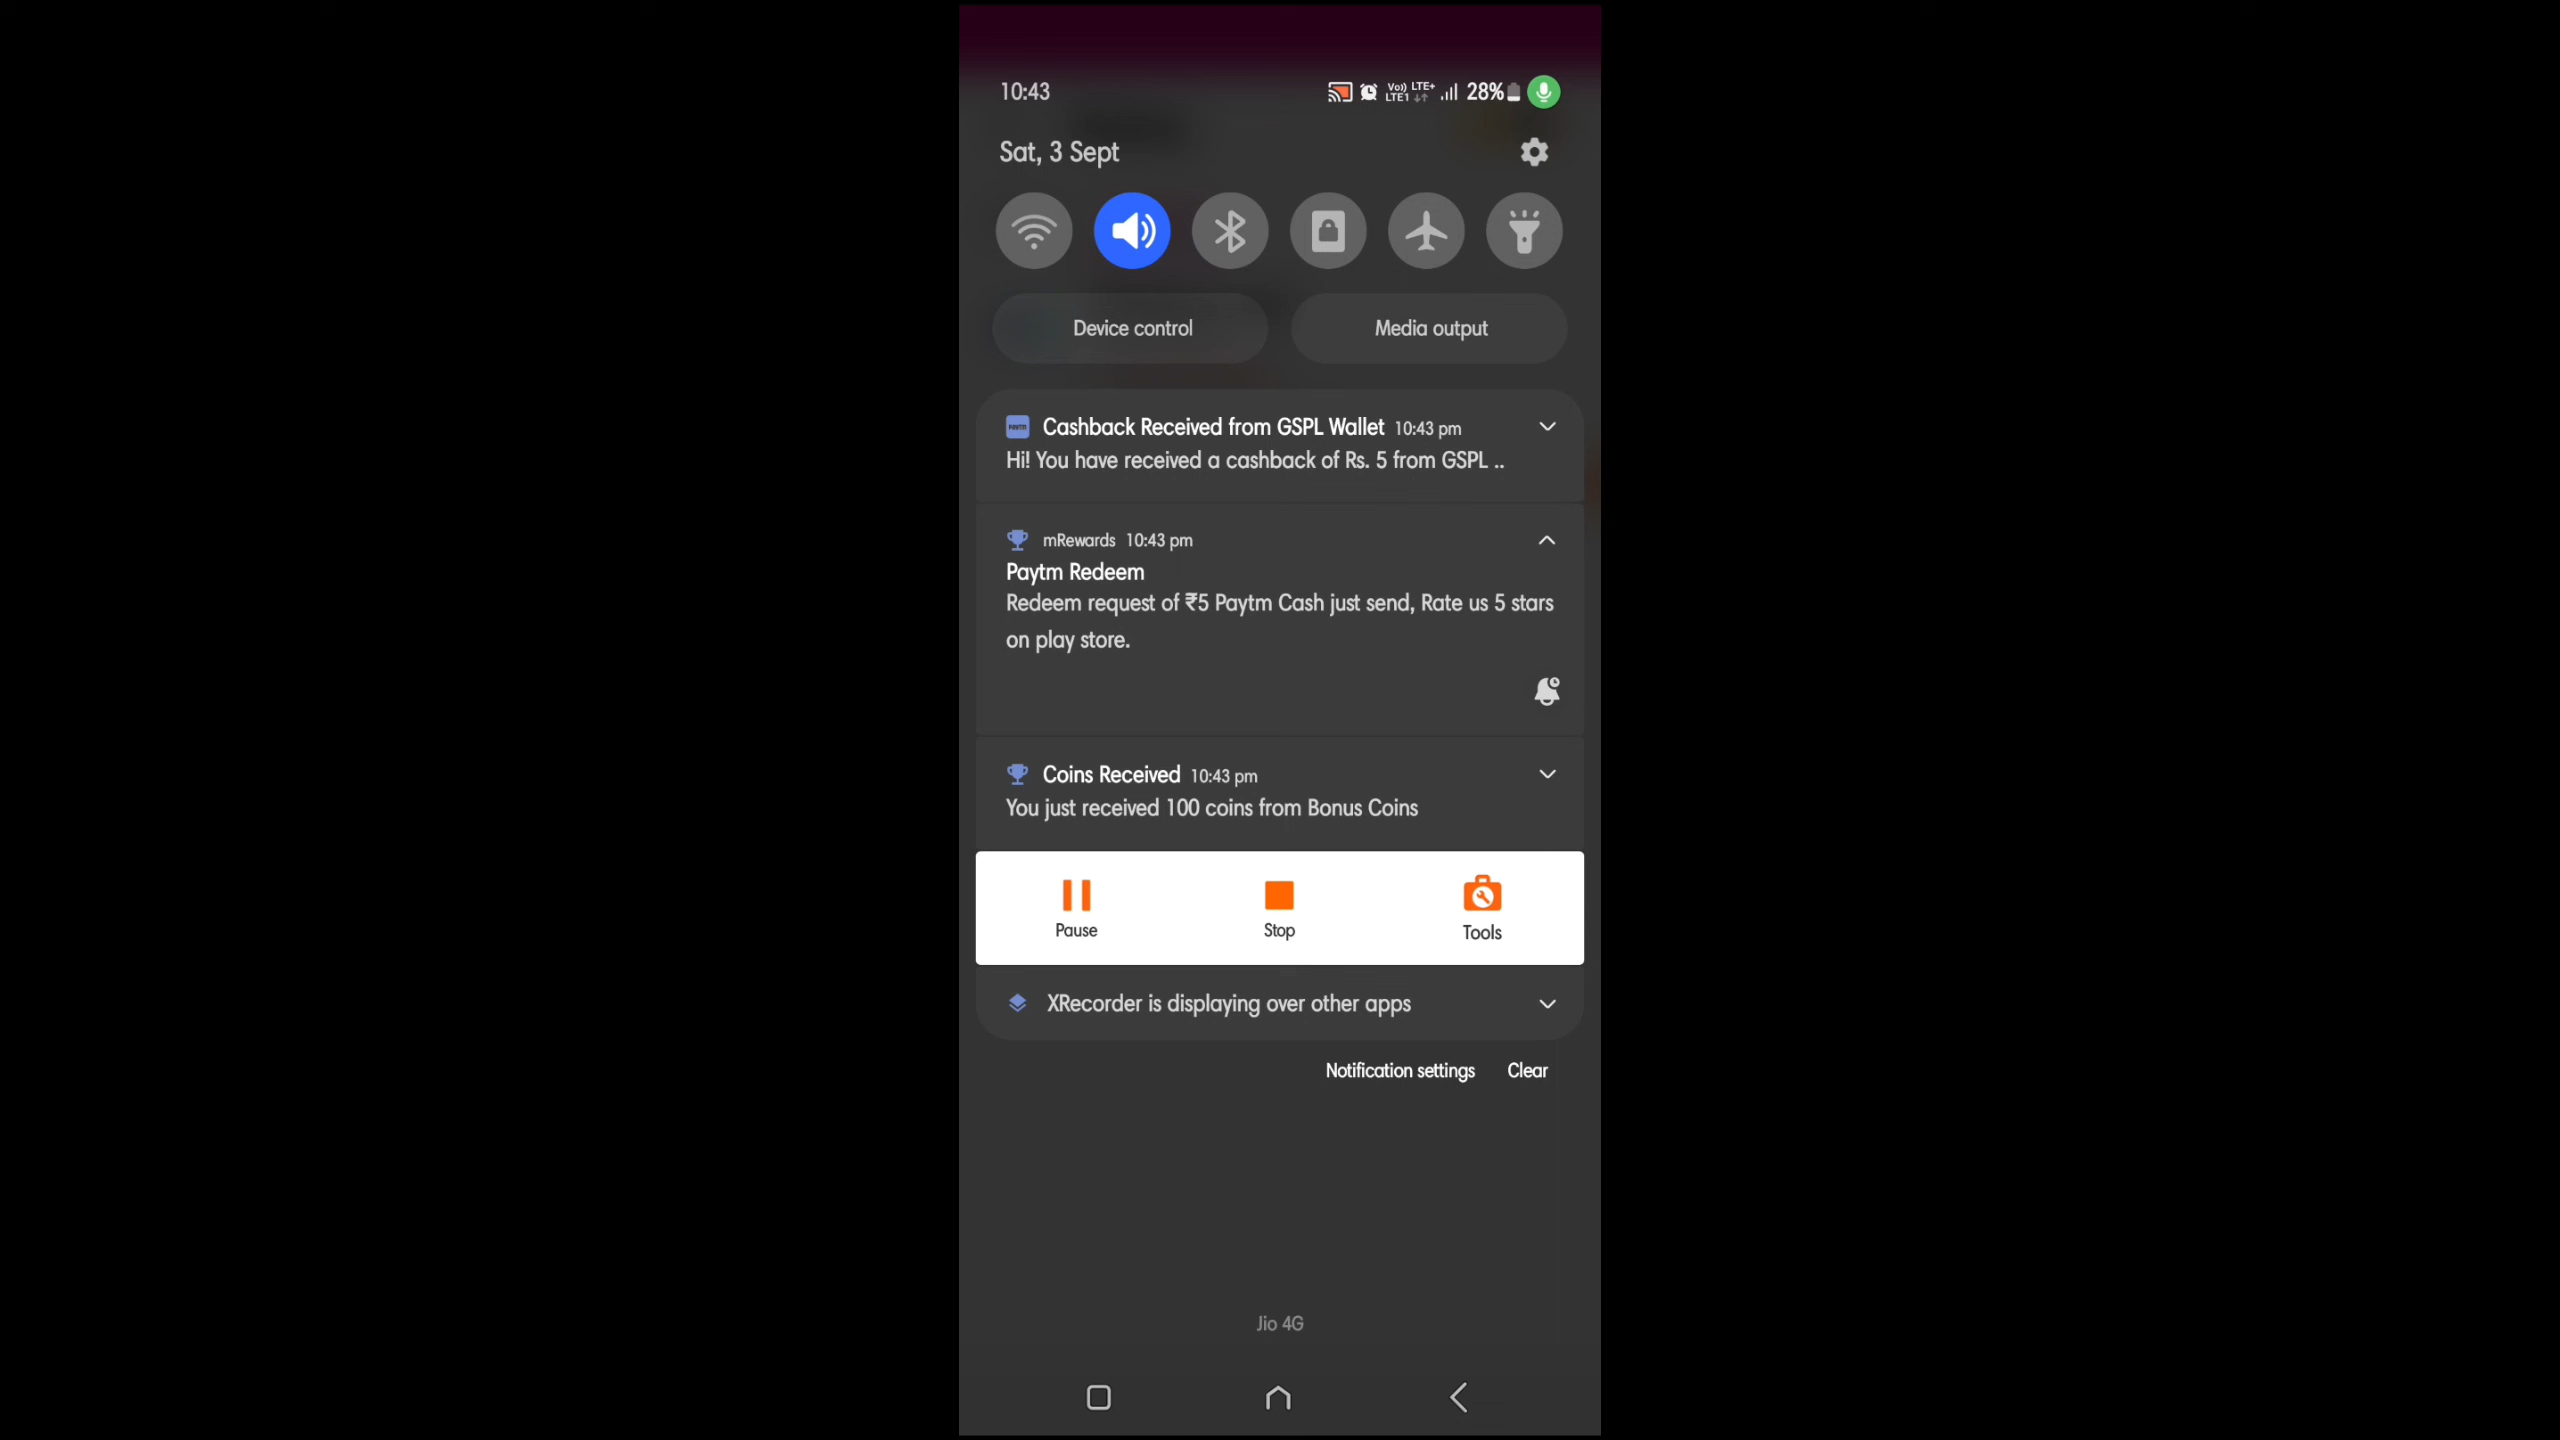 10:43
Vo)) LTE+
LTE1
28%
Sat, 3 Sept
Device control
Media output
Paytm
Cashback Received from GSPL Wallet 10:43 pm
Hi! You have received a cashback of Rs. 5 from GSPL ..
mRewards 10:43 pm
Paytm Redeem
Redeem request of ₹5 Paytm Cash just send, Rate us 5 stars
on play store.
Coins Received 10:43 pm
You just received 100 coins from Bonus Coins
Pause
Stop
Tools
XRecorder is displaying over other apps
Notification settings
Clear
Jio 4G